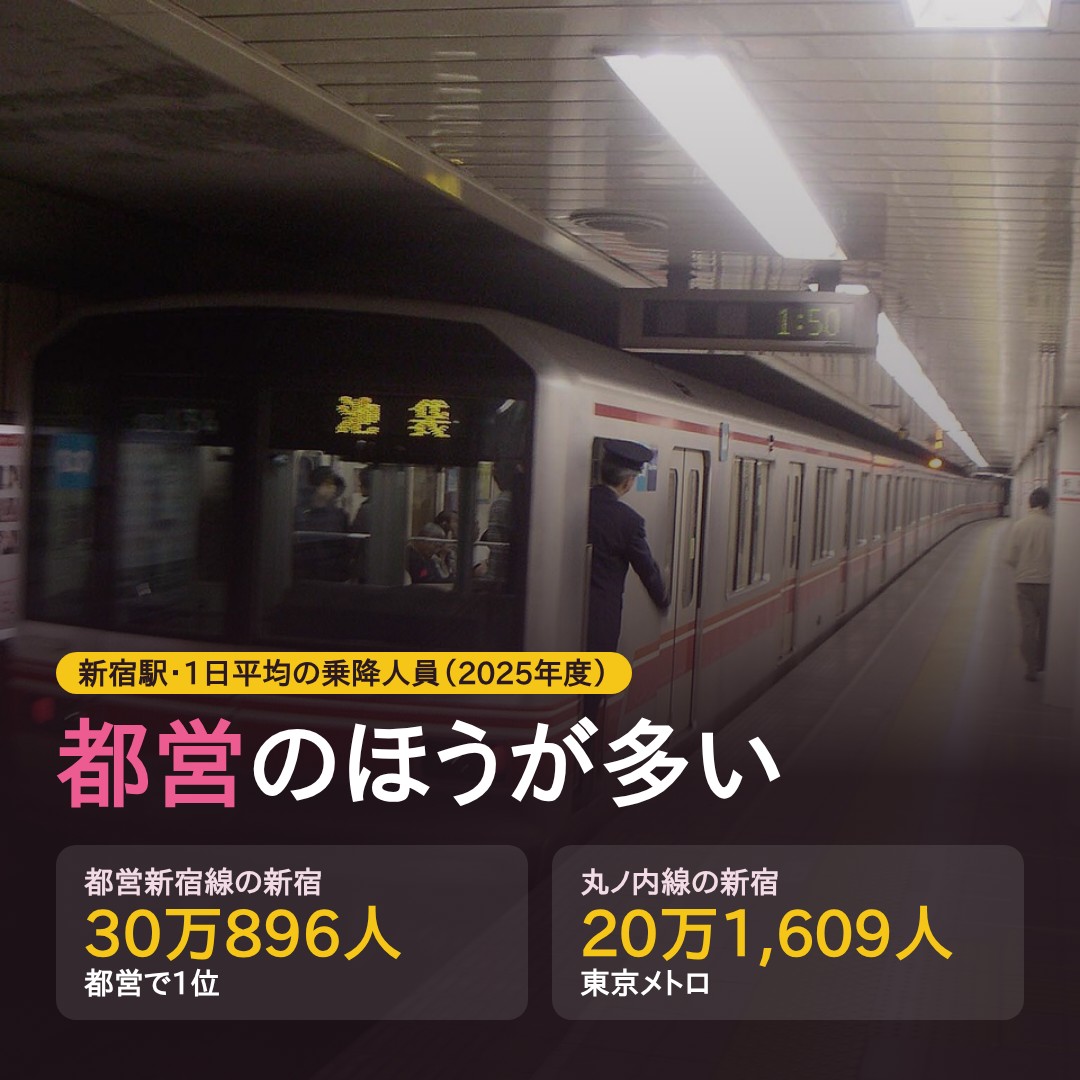 1:50
池袋
新宿駅・1日平均の乗降人員（2025年度）
都営のほうが多い
都営新宿線の新宿
30万896人
都営で1位
丸ノ内線の新宿
20万1,609人
東京メトロ